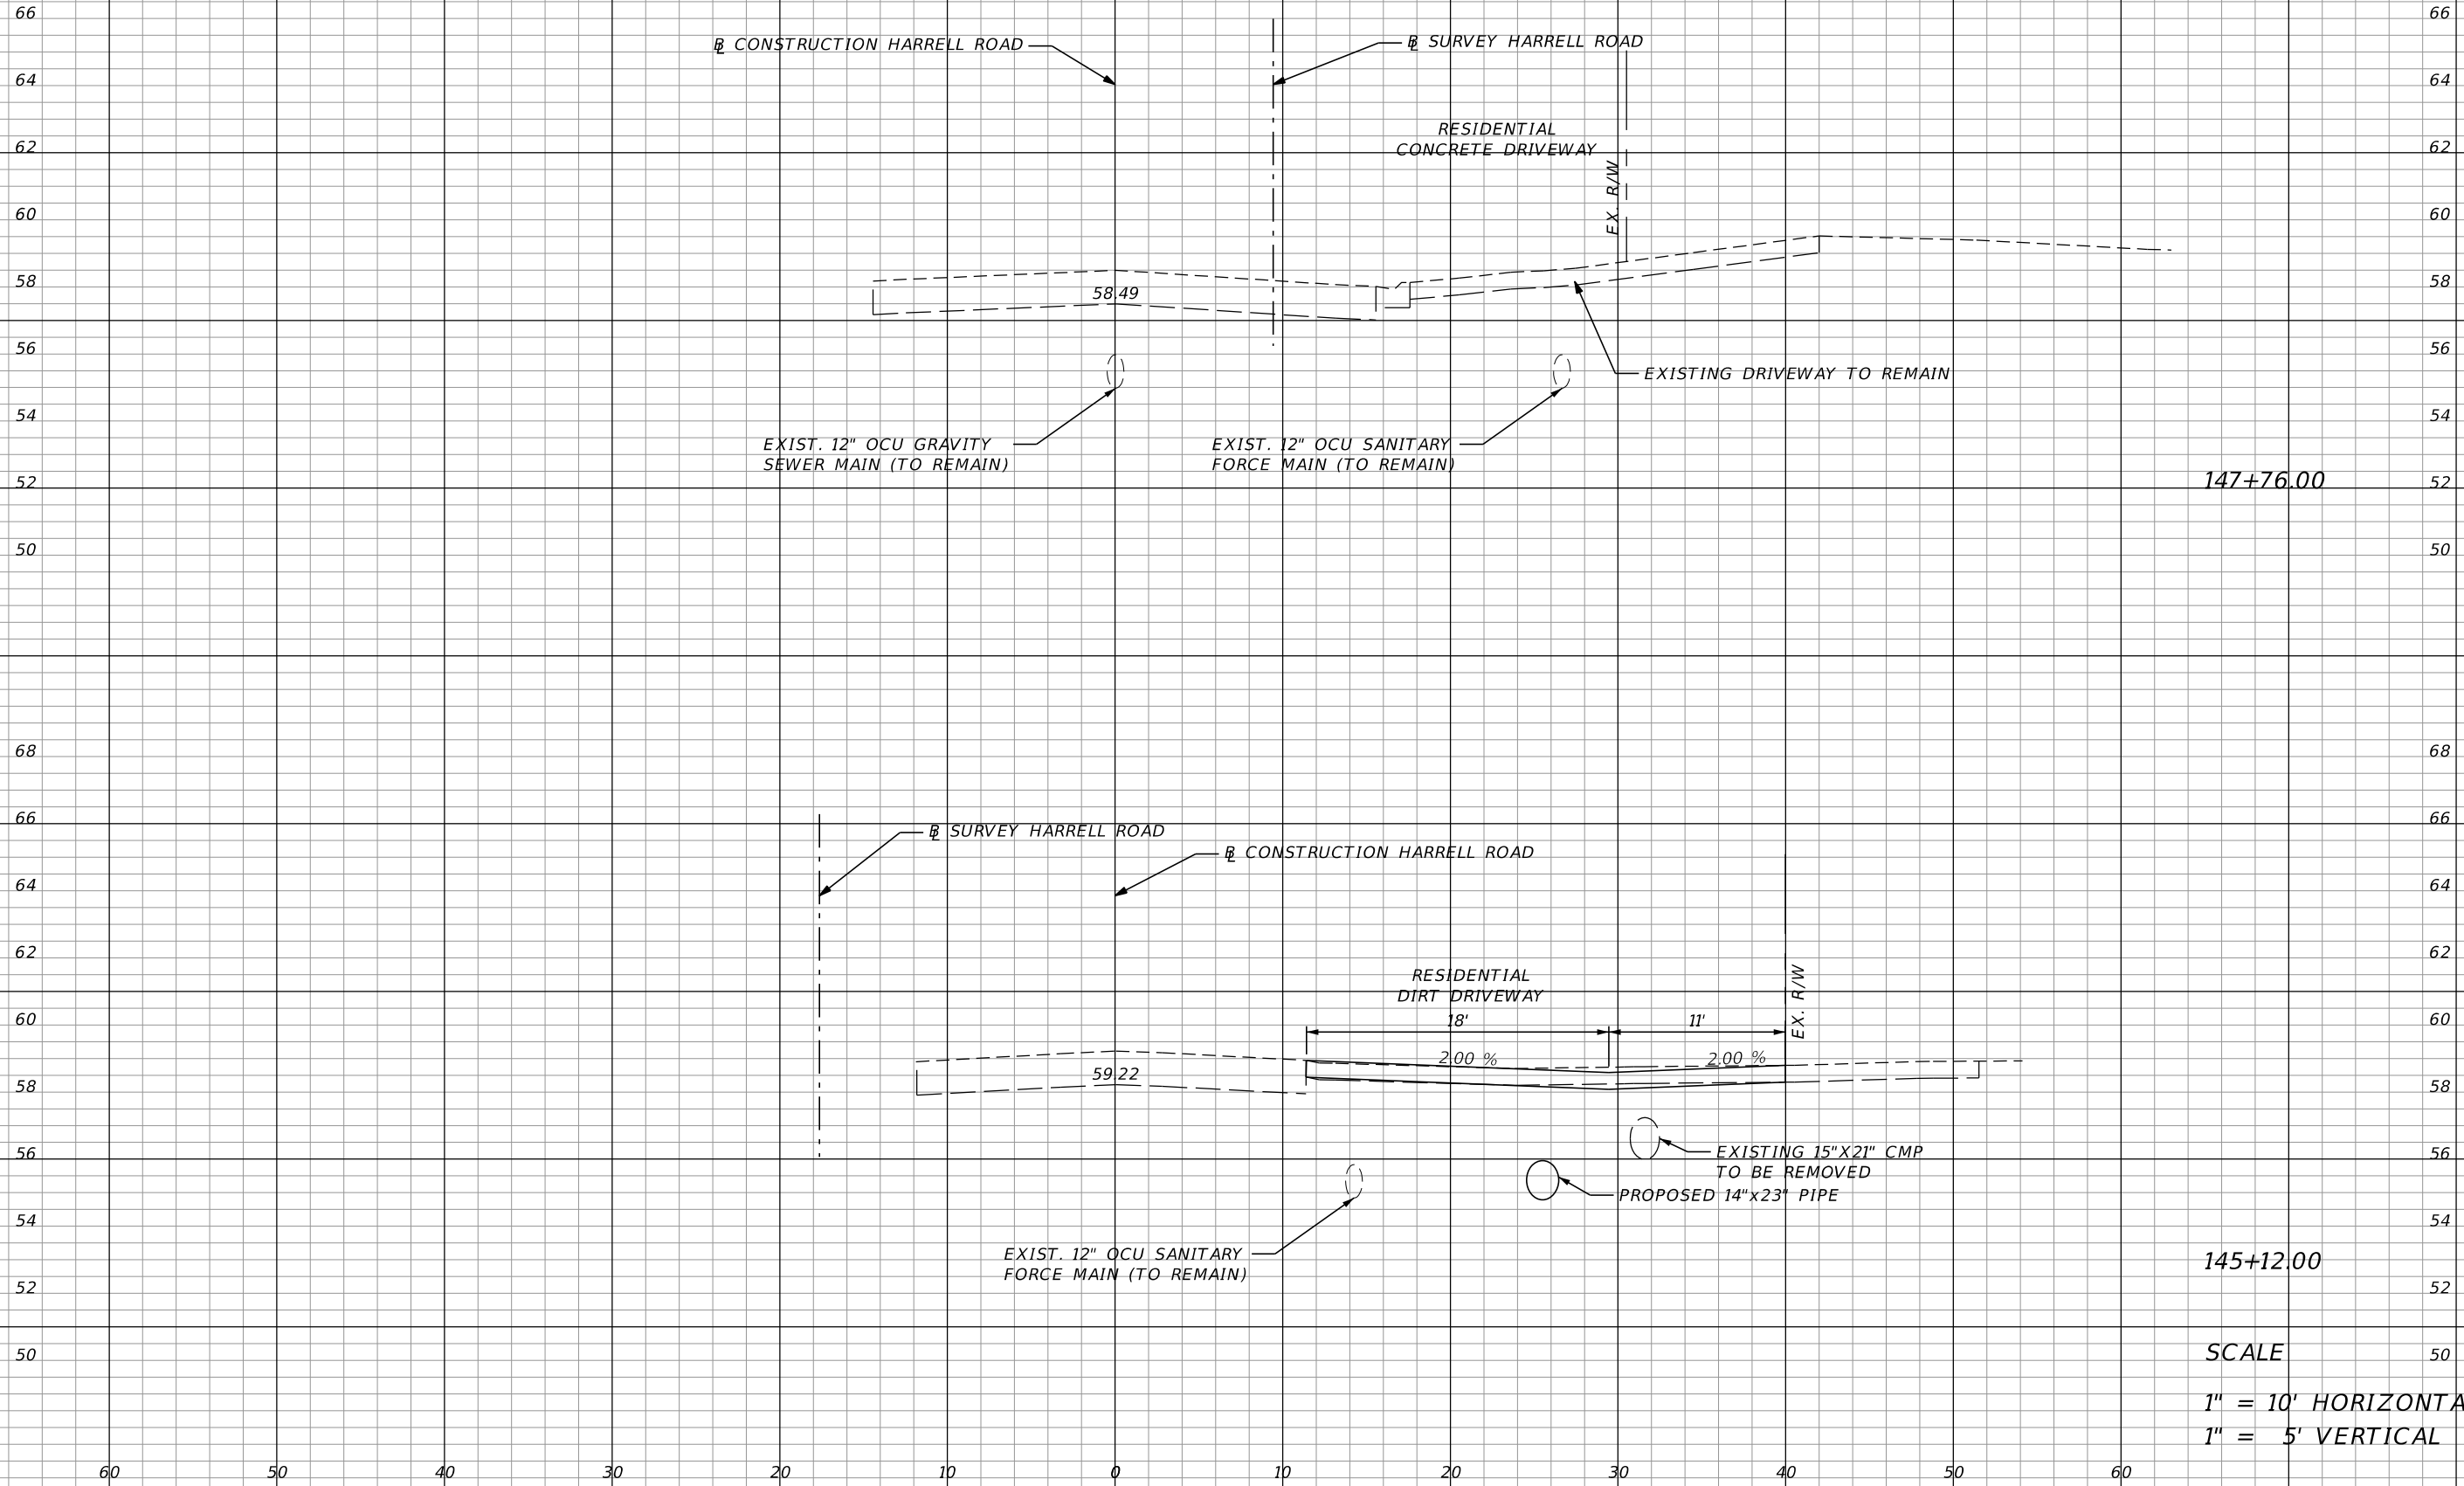 66 66
℄ CONSTRUCTION HARRELL ROAD
℄ SURVEY HARRELL ROAD
64 64
RESIDENTIAL
CONCRETE DRIVEWAY
62 62
EX. R/W
60 60
58 58
58.49
56 56
EXISTING DRIVEWAY TO REMAIN
54 54
EXIST. 12" OCU GRAVITY
SEWER MAIN (TO REMAIN)
EXIST. 12" OCU SANITARY
FORCE MAIN (TO REMAIN)
52 52
147+76.00
50 50
68 68
66 66
℄ SURVEY HARRELL ROAD
℄ CONSTRUCTION HARRELL ROAD
64 64
62 62
RESIDENTIAL
DIRT DRIVEWAY
EX. R/W
60 60
18' 11'
2.00 % 2.00 %
59.22
58 58
56 56
EXISTING 15"X21" CMP
TO BE REMOVED
PROPOSED 14"x23" PIPE
54 54
EXIST. 12" OCU SANITARY
FORCE MAIN (TO REMAIN)
145+12.00
52 52
50 50
SCALE
1" = 10' HORIZONTA
1" = 5' VERTICAL
60 50 40 30 20 10 0 10 20 30 40 50 60